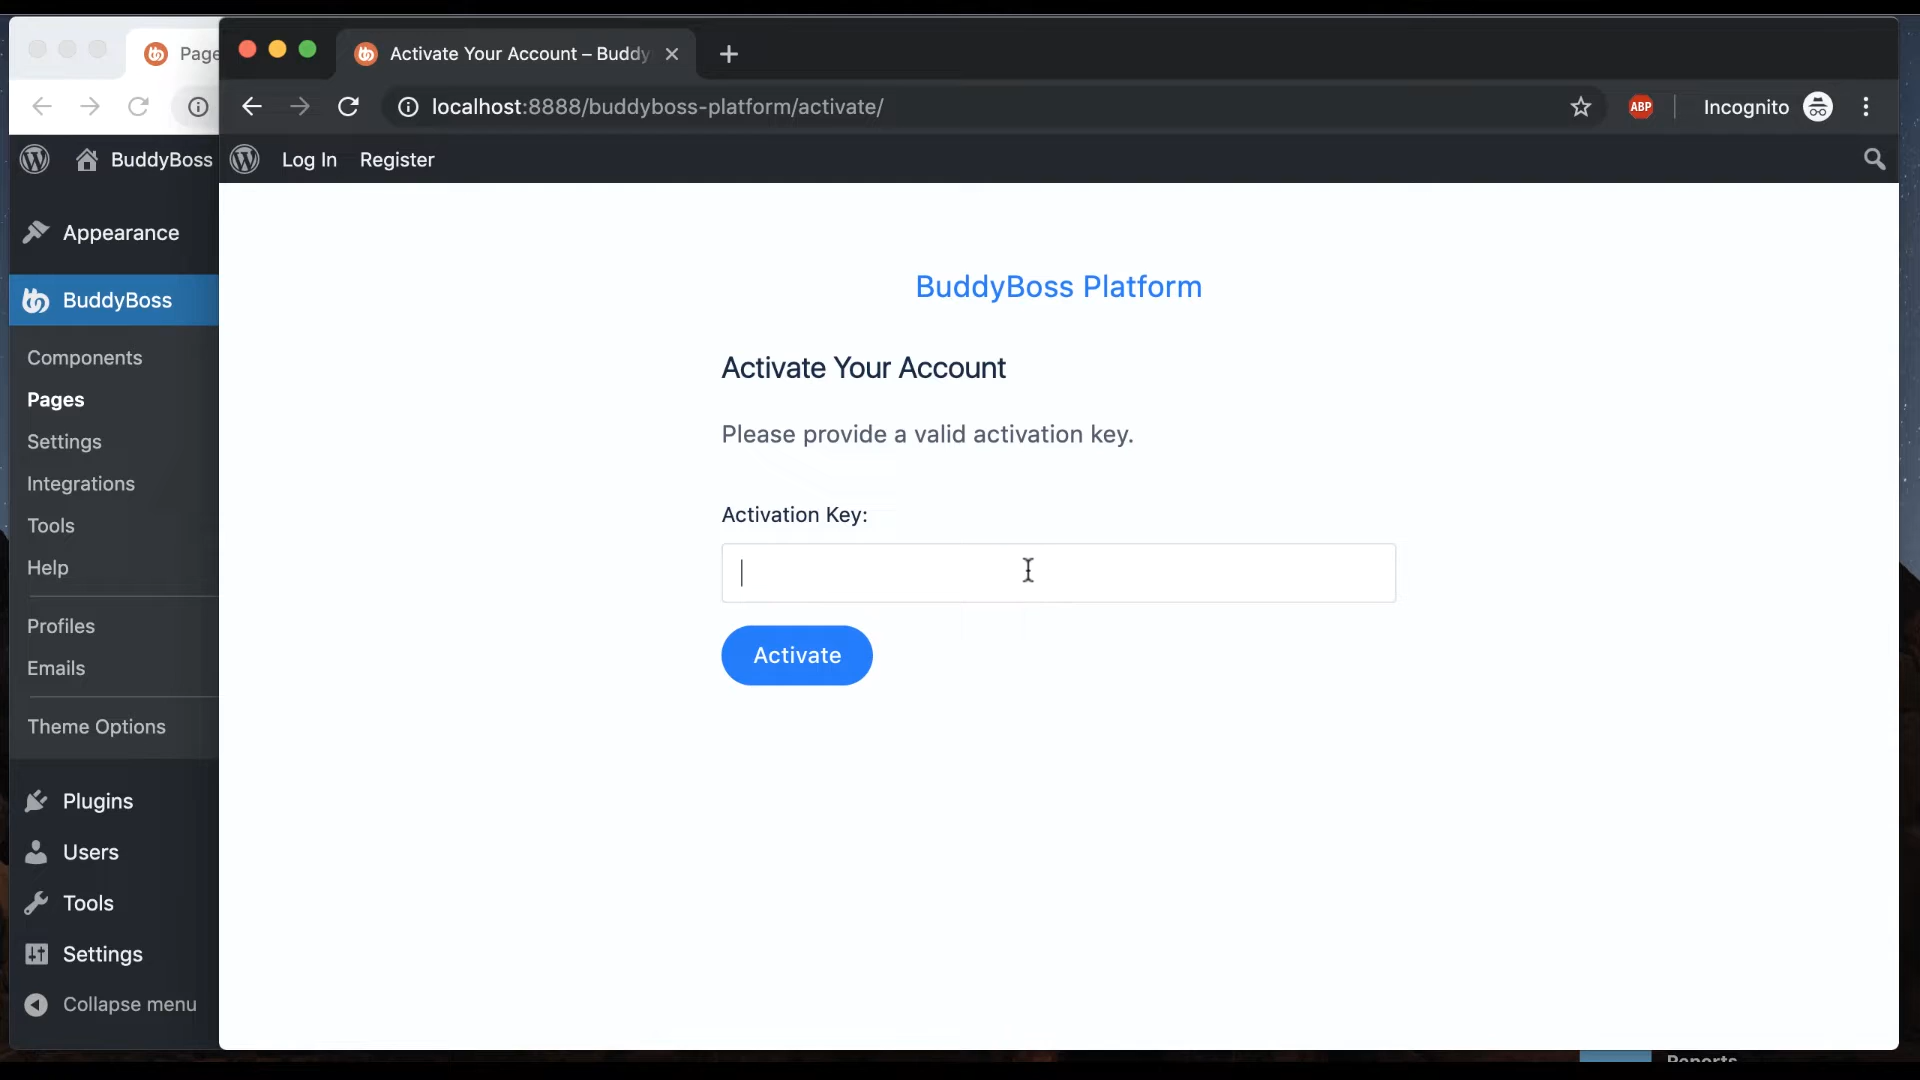 Page
Activate Your Account – Buddy
localhost:8888/buddyboss-platform/activate/
ABP
Incognito
BuddyBoss
Log In
Register
Appearance
BuddyBoss
Components
Pages
Settings
Integrations
Tools
Help
Profiles
Emails
Theme Options
Plugins
Users
Tools
Settings
Collapse menu
BuddyBoss Platform
Activate Your Account
Please provide a valid activation key.
Activation Key:
Activate
Reports